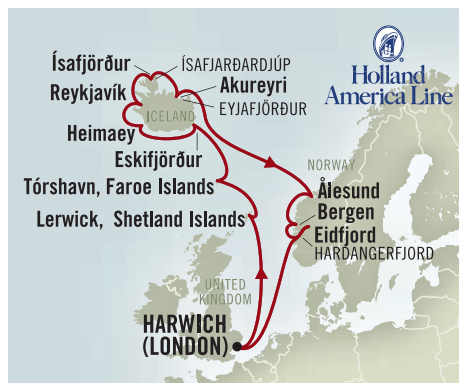 Ísafjörður
ÍSAFJARÐARDJÚP
Holland
America Line
Reykjavík
Akureyri
EYJAFJÖRÐUR
ICELAND
Heimaey
Eskifjörður
NORWAY
Tórshavn, Faroe Islands
Ålesund
Lerwick, Shetland Islands
Bergen
Eidfjord
HARDANGERFJORD
UNITED
KINGDOM
HARWICH
(LONDON)